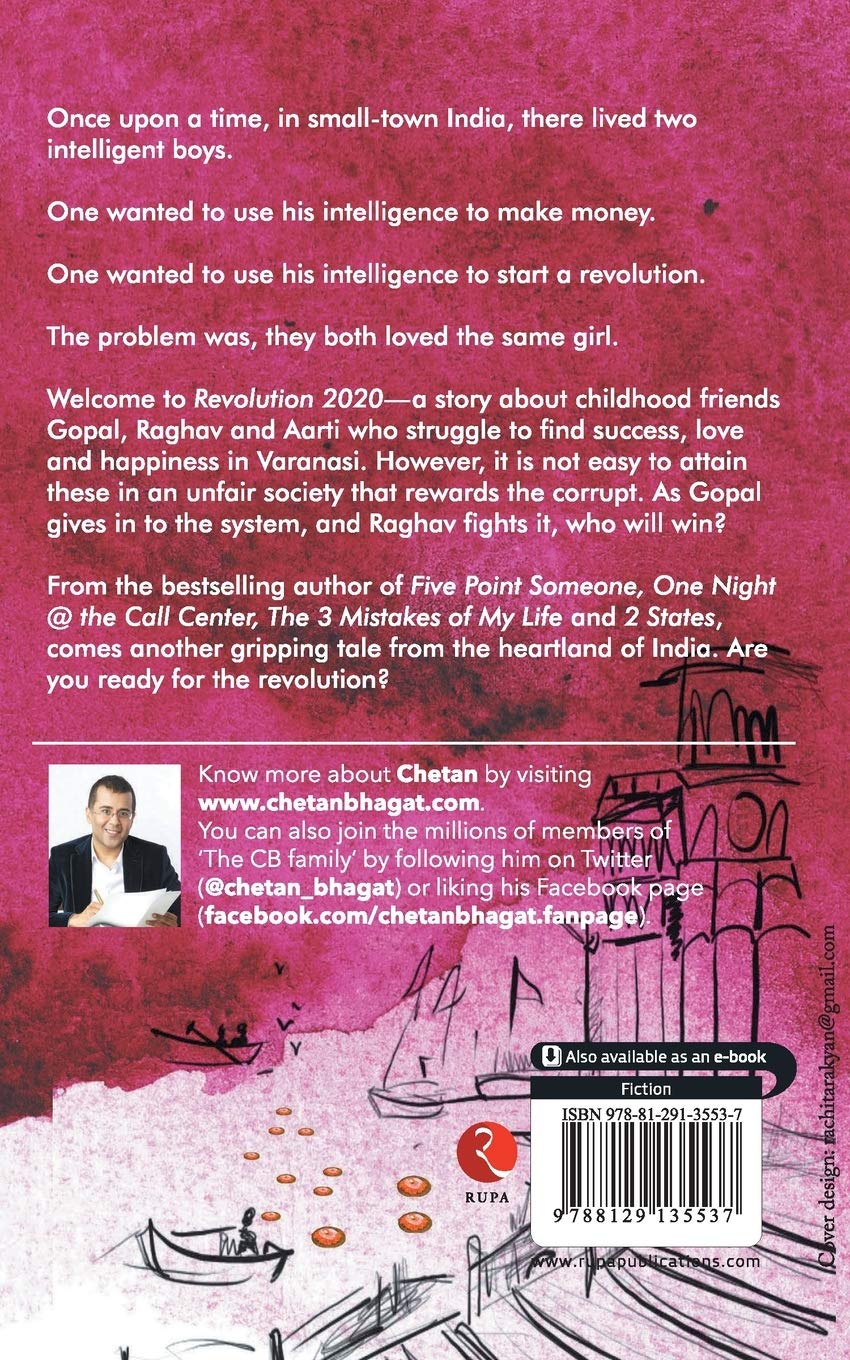 Once upon a time, in small-town India, there lived two
intelligent boys.
One wanted to use his intelligence to make money.
One wanted to use his intelligence to start a revolution.
The problem was, they both loved the same girl.
Welcome to Revolution 2020—a story about childhood friends
Gopal, Raghav and Aarti who struggle to find success, love
and happiness in Varanasi. However, it is not easy to attain
these in an unfair society that rewards the corrupt. As Gopal
gives in to the system, and Raghav fights it, who will win?
From the bestselling author of Five Point Someone, One Night
@ the Call Center, The 3 Mistakes of My Life and 2 States,
comes another gripping tale from the heartland of India. Are
you ready for the revolution?
Know more about Chetan by visiting
www.chetanbhagat.com.
You can also join the millions of members of
'The CB family' by following him on Twitter
(@chetan_bhagat) or liking his Facebook page
(facebook.com/chetanbhagat.fanpage).
Also available as an e-book
Fiction
ISBN 978-81-291-3553-7
9 788129 135537
RUPA
www.rupapublications.com
Cover design: rachitarakyan@gmail.com